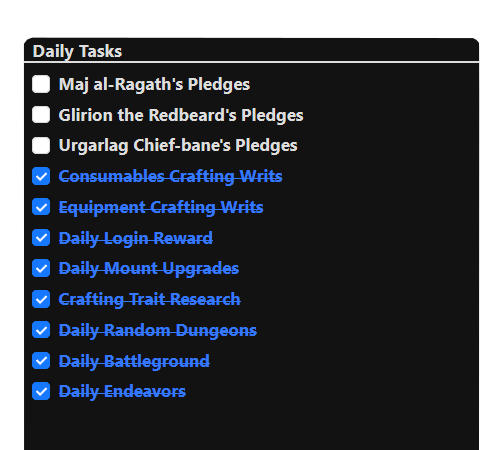 Daily Tasks
Maj al-Ragath's Pledges
Glirion the Redbeard's Pledges
Urgarlag Chief-bane's Pledges
Consumables Crafting Writs
Equipment Crafting Writs
Daily Login Reward
Daily Mount Upgrades
Crafting Trait Research
Daily Random Dungeons
Daily Battleground
Daily Endeavors